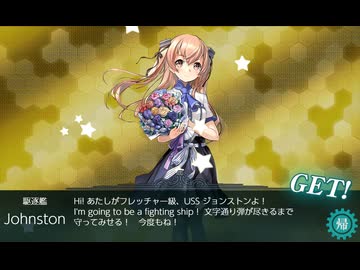 GET!
駆逐艦
Johnston
Hi! あたしがフレッチャー級、USS ジョンストンよ！
I'm going to be a fighting ship！ 文字通り弾が尽きるまで
守ってみせる！　今度もね！
帰